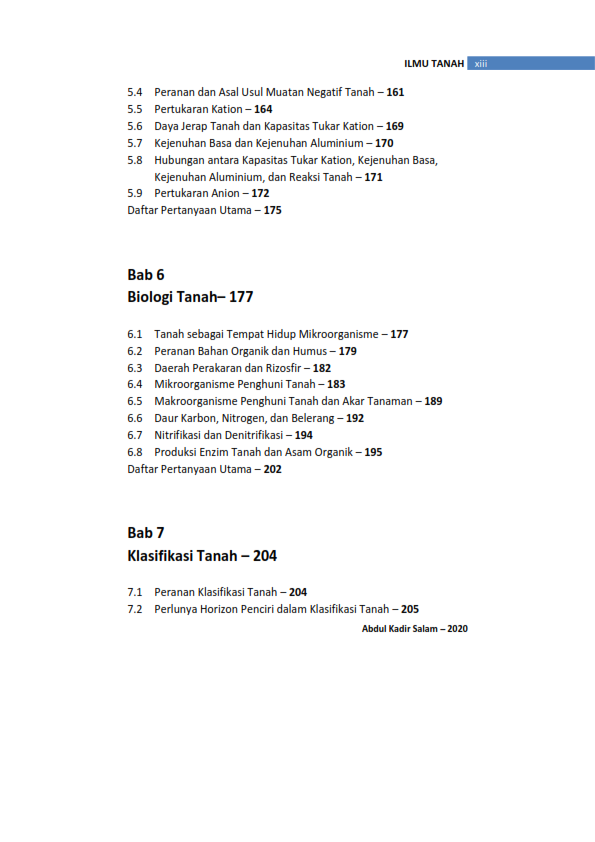 ILMU TANAH xiii
5.4 Peranan dan Asal Usul Muatan Negatif Tanah – 161
5.5 Pertukaran Kation – 164
5.6 Daya Jerap Tanah dan Kapasitas Tukar Kation – 169
5.7 Kejenuhan Basa dan Kejenuhan Aluminium – 170
5.8 Hubungan antara Kapasitas Tukar Kation, Kejenuhan Basa,
Kejenuhan Aluminium, dan Reaksi Tanah – 171
5.9 Pertukaran Anion – 172
Daftar Pertanyaan Utama – 175
Bab 6
Biologi Tanah– 177
6.1 Tanah sebagai Tempat Hidup Mikroorganisme – 177
6.2 Peranan Bahan Organik dan Humus – 179
6.3 Daerah Perakaran dan Rizosfir – 182
6.4 Mikroorganisme Penghuni Tanah – 183
6.5 Makroorganisme Penghuni Tanah dan Akar Tanaman – 189
6.6 Daur Karbon, Nitrogen, dan Belerang – 192
6.7 Nitrifikasi dan Denitrifikasi – 194
6.8 Produksi Enzim Tanah dan Asam Organik – 195
Daftar Pertanyaan Utama – 202
Bab 7
Klasifikasi Tanah – 204
7.1 Peranan Klasifikasi Tanah – 204
7.2 Perlunya Horizon Penciri dalam Klasifikasi Tanah – 205
Abdul Kadir Salam – 2020